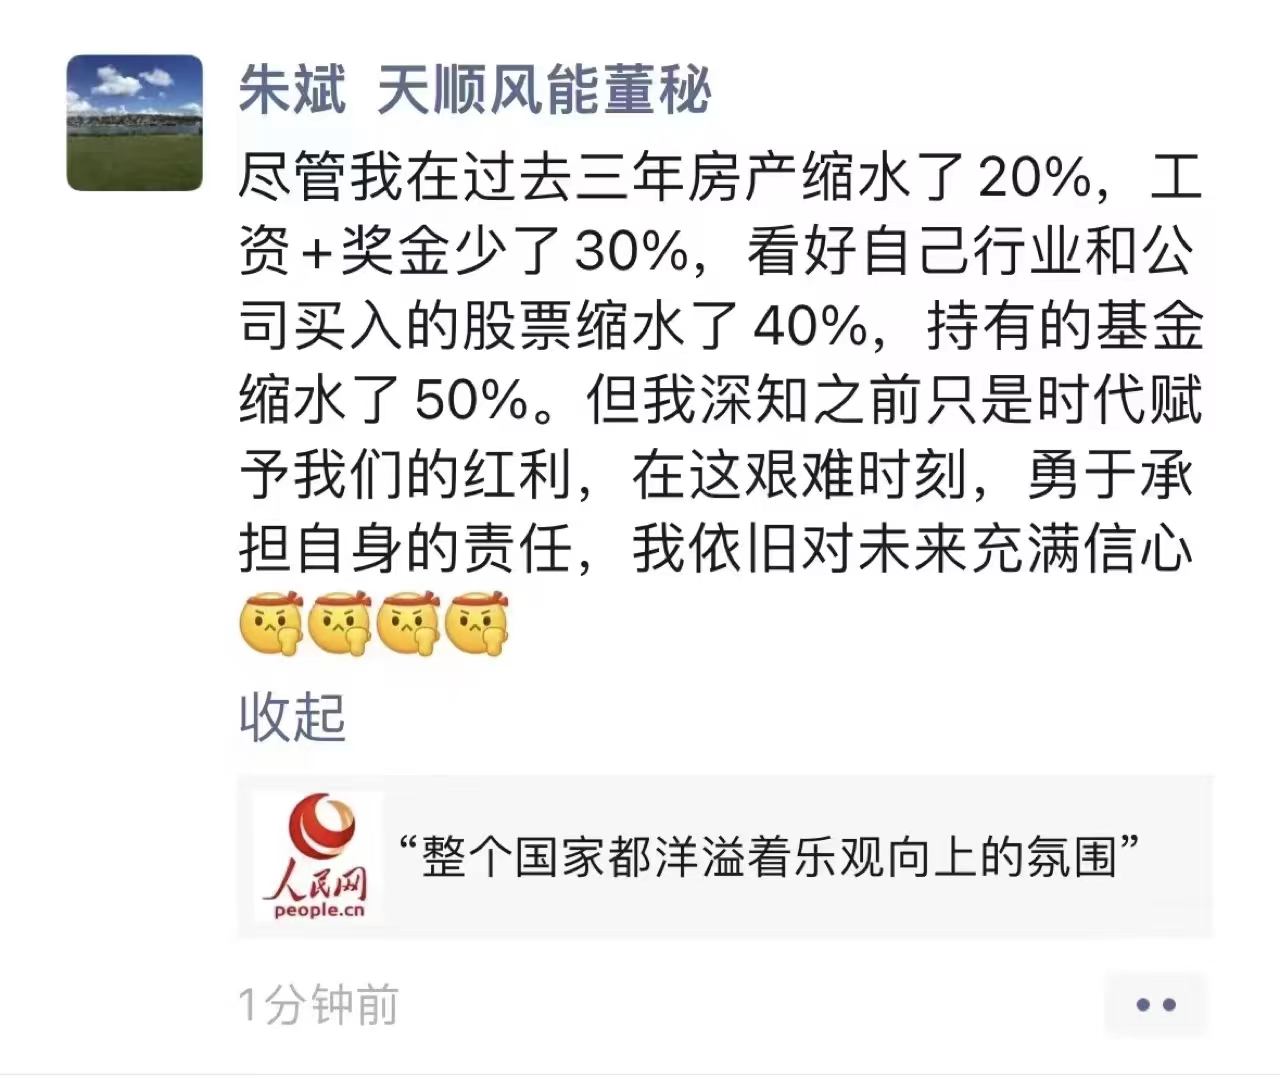 朱斌 天顺风能董秘
尽管我在过去三年房产缩水了20%，工
资+奖金少了30%，看好自己行业和公
司买入的股票缩水了40%，持有的基金
缩水了50%。但我深知之前只是时代赋
予我们的红利，在这艰难时刻，勇于承
担自身的责任，我依旧对未来充满信心
收起
人民网
people.cn
“整个国家都洋溢着乐观向上的氛围”
1分钟前